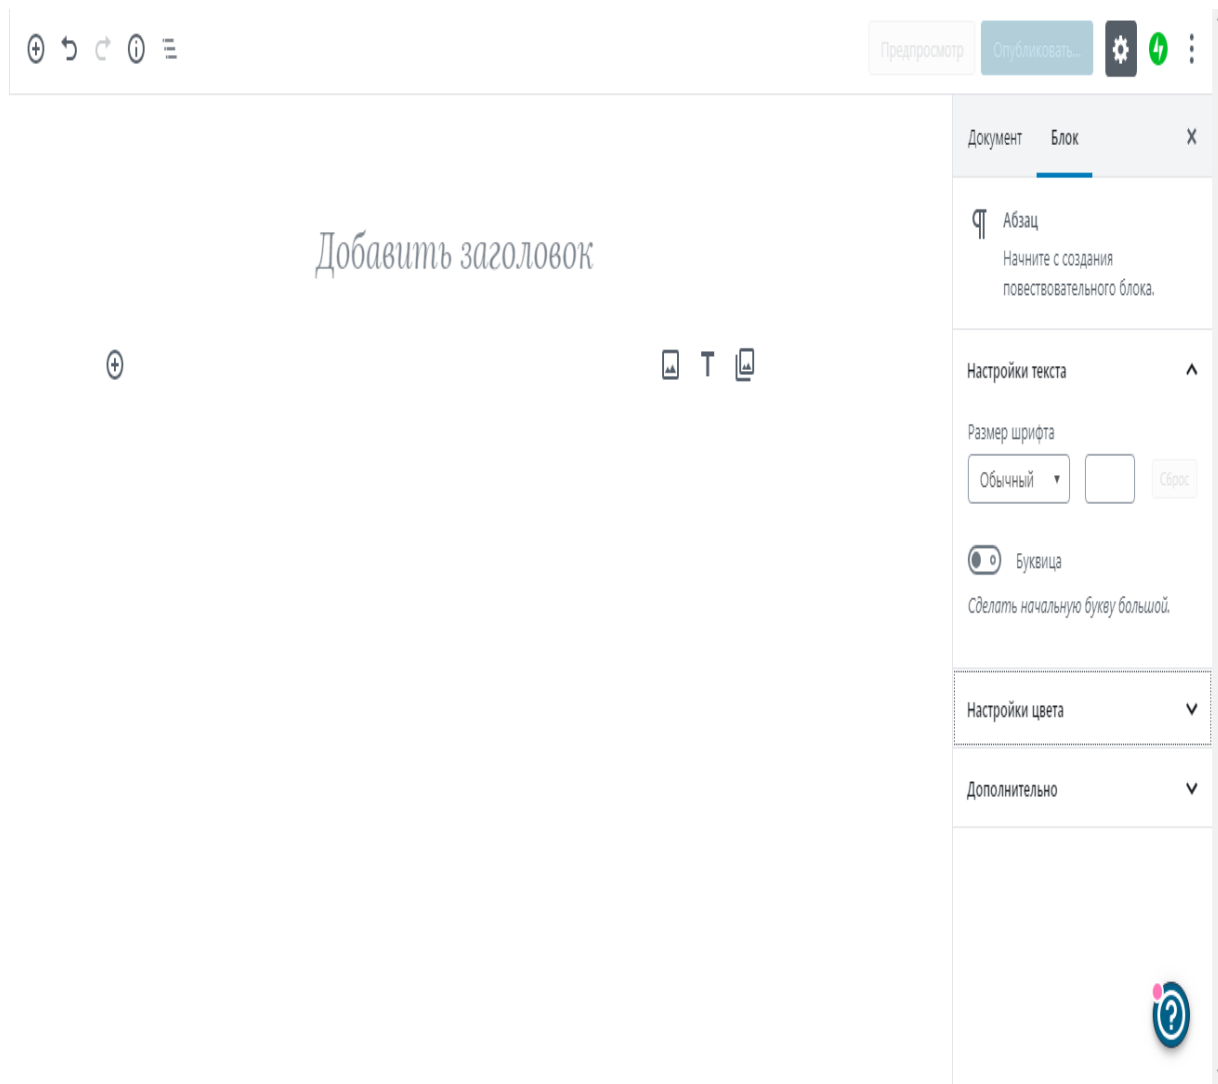 Предпросмотр
Опубликовать...
Документ
Блок
Абзац
Начните с создания
повествовательного блока.
Добавить заголовок
Настройки текста
Размер шрифта
Обычный
Сброс
Буквица
Сделать начальную букву большой.
Настройки цвета
Дополнительно